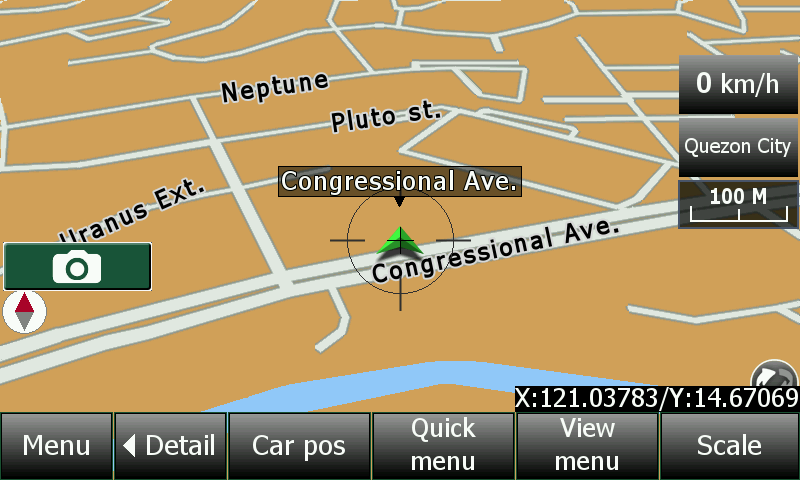 Neptune
Pluto st.
0 km/h
Quezon City
Congressional Ave.
100 M
Uranus Ext.
Congressional Ave.
X:121.03783/Y:14.67069
Menu
Detail
Car pos
Quick menu
View menu
Scale